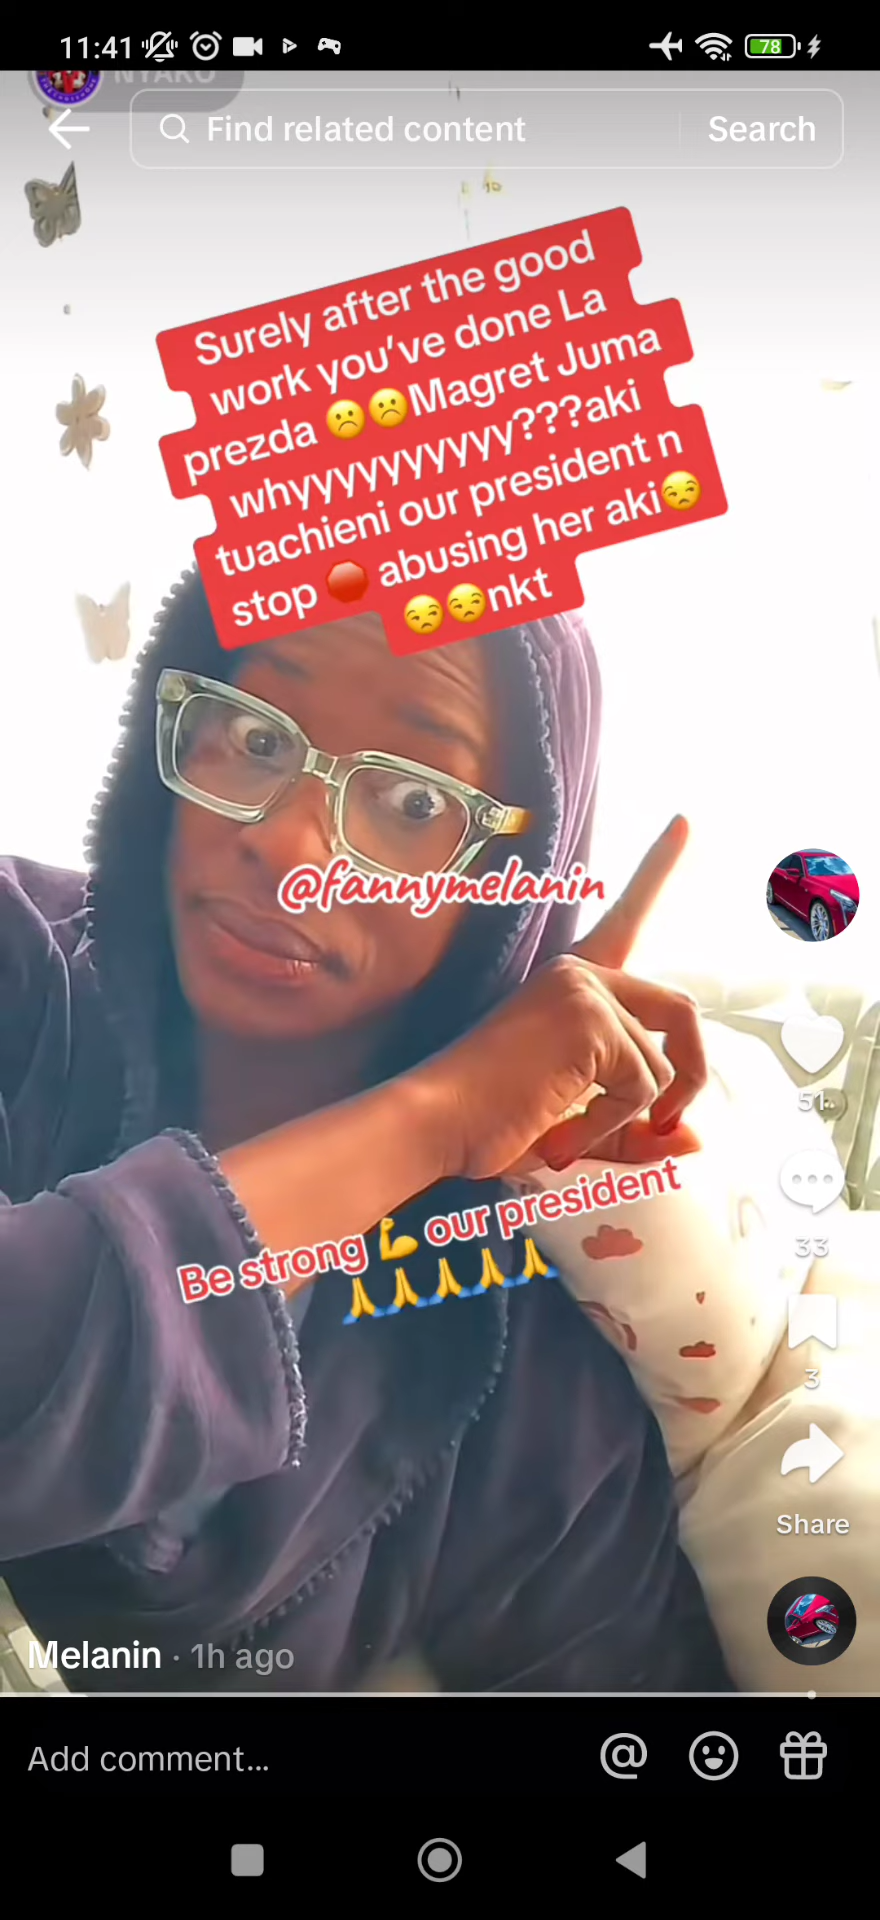 11:41
78
NYAKO
Find related content
Search
Surely after the good
work you've done La
prezda ☹️☹️Magret Juma
whyyyyyyyyyy???aki
tuachieni our president n
stop 🛑 abusing her aki😒
😒😒nkt
@fannymelanin
51
33
Be strong 💪 our president
🙏🙏🙏🙏🙏
3
Share
Melanin · 1h ago
Add comment...